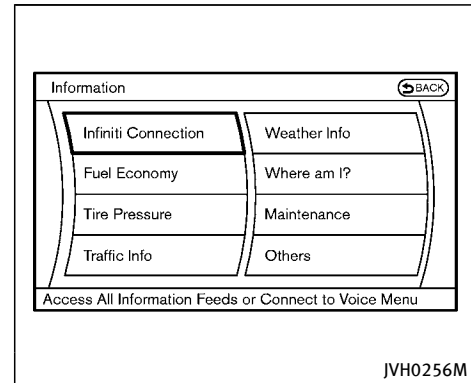 Information
BACK
Infiniti Connection
Weather Info
Fuel Economy
Where am I?
Tire Pressure
Maintenance
Traffic Info
Others
Access All Information Feeds or Connect to Voice Menu
JVH0256M